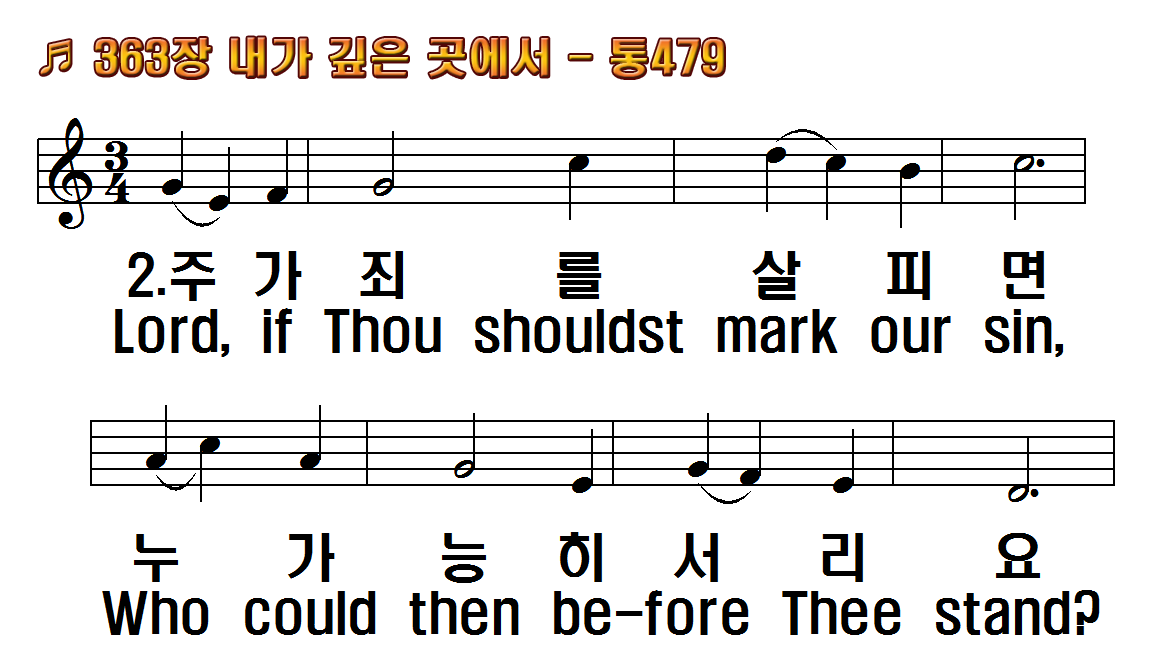 ♬ 363장 내가 깊은 곳에서 - 통479
3
4
2.주 가 죄 를 살 피 면
Lord, if Thou shouldst mark our sin,
누 가 능 히 서 리 요
Who could then be-fore Thee stand?